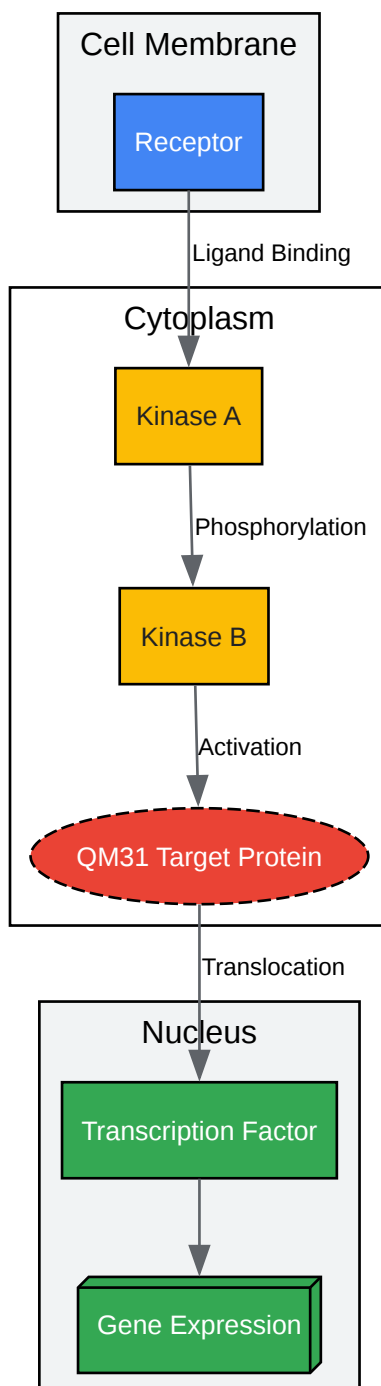 Cell Membrane
Receptor
Ligand Binding
Cytoplasm
Kinase A
Phosphorylation
Kinase B
Activation
QM31 Target Protein
Translocation
Nucleus
Transcription Factor
Gene Expression